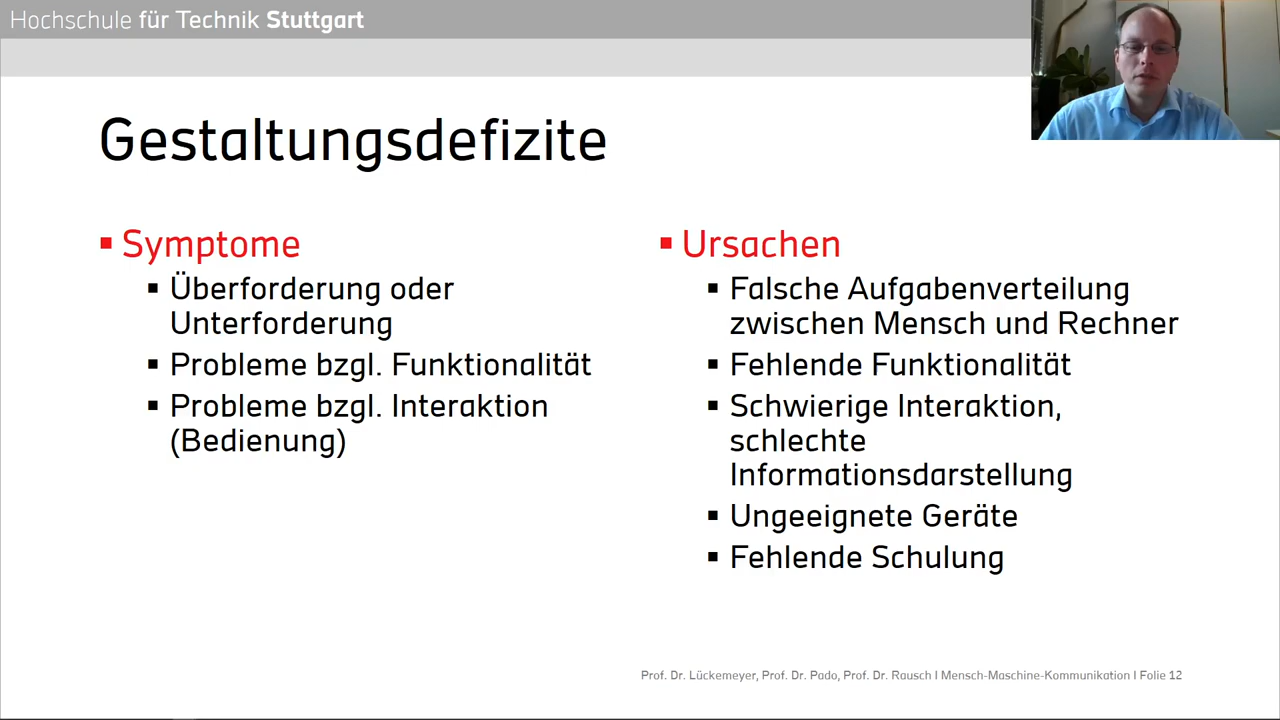 Hochschule für Technik Stuttgart
Gestaltungsdefizite
Symptome
Überforderung oder
Unterforderung
Probleme bzgl. Funktionalität
Probleme bzgl. Interaktion
(Bedienung)
Ursachen
Falsche Aufgabenverteilung
zwischen Mensch und Rechner
Fehlende Funktionalität
Schwierige Interaktion,
schlechte
Informationsdarstellung
Ungeeignete Geräte
Fehlende Schulung
Prof. Dr. Lückemeyer, Prof. Dr. Pado, Prof. Dr. Rausch I Mensch-Maschine-Kommunikation I Folie 12